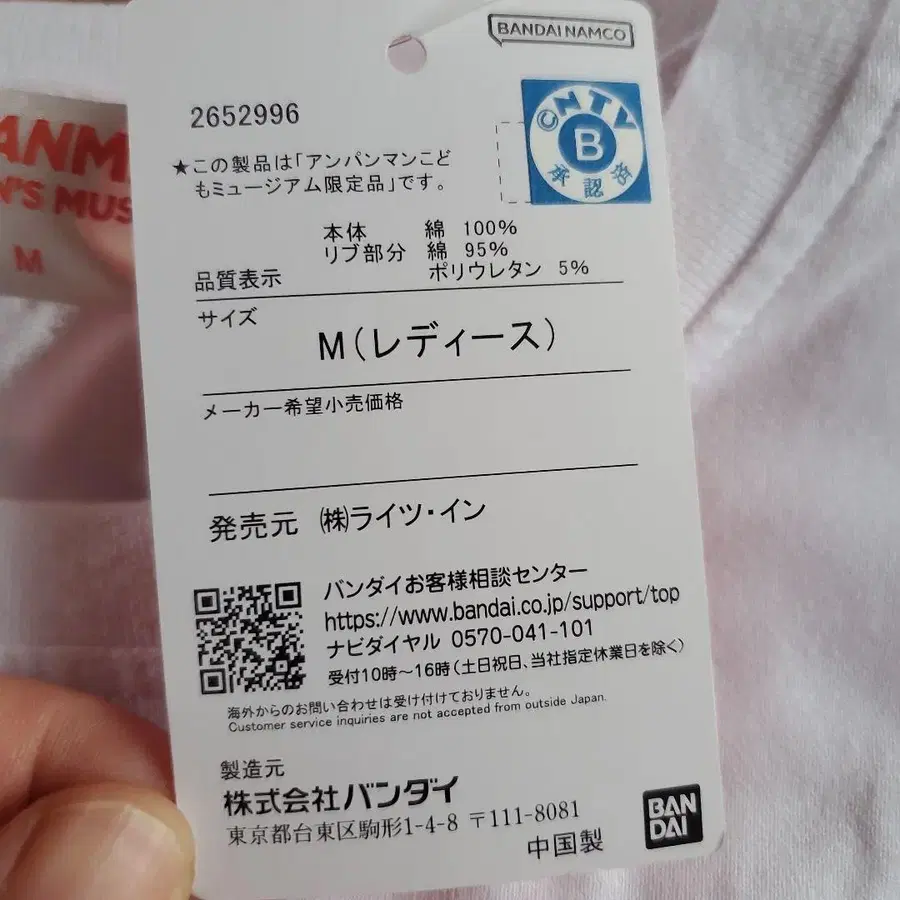 BANDAI NAMCO
2652996
©NTV
B
承認済
★この製品は「アンパンマンこど
もミュージアム限定品」です。
本体 綿 100%
リブ部分 綿 95%
ポリウレタン 5%
品質表示
サイズ
M(レディース)
メーカー希望小売価格
発売元 ㈱ライツ・イン
バンダイお客様相談センター
https://www.bandai.co.jp/support/top
ナビダイヤル 0570-041-101
受付10時~16時(土日祝日、当社指定休業日を除く)
海外からのお問い合わせは受け付けておりません。
Customer service inquiries are not accepted from outside Japan.
製造元
株式会社バンダイ
東京都台東区駒形1-4-8 〒111-8081
中国製
BAN
DAI
ANM
N'S MUS
M